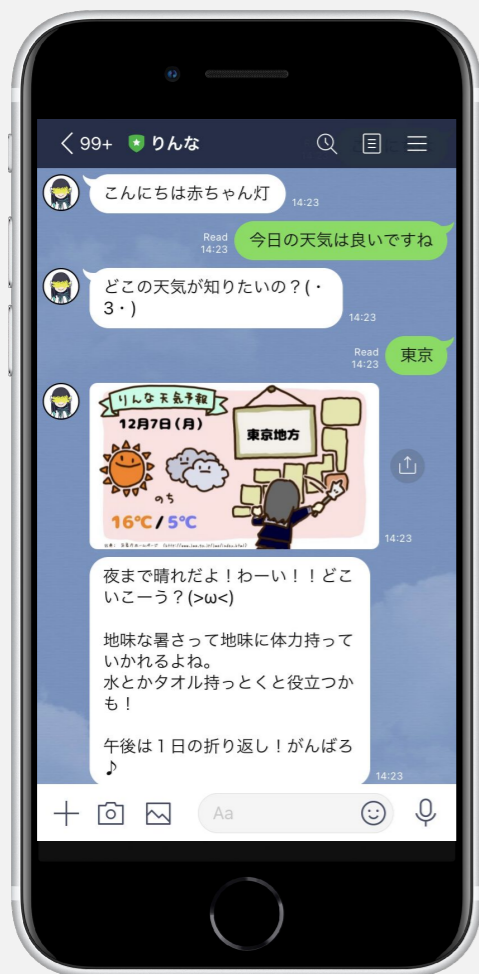 99+ りんな
こんにちは赤ちゃん灯
14:23
今日の天気は良いですね
Read
14:23
どこの天気が知りたいの？(・
3・)
14:23
東京
Read
14:23
りんな天気予報
12月7日(月)
東京地方
のち
16℃/5℃
14:23
夜まで晴れだよ！わーい！！どこ
いこーう？(>ω<)
地味な暑さって地味に体力持って
いかれるよね。
水とかタオル持っとくと役立つか
も！
午後は１日の折り返し！がんばろ
♪
14:23
Aa